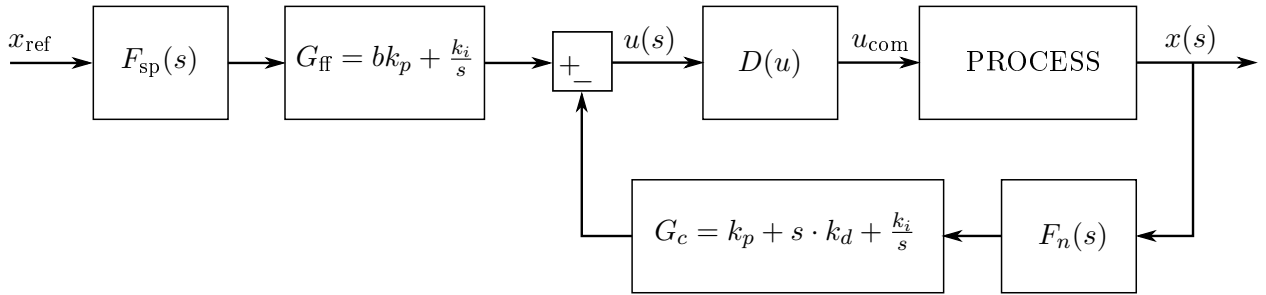 x_ref
F_sp(s)
G_ff = bk_p + k_i/s
+
−
u(s)
D(u)
u_com
PROCESS
x(s)
G_c = k_p + s · k_d + k_i/s
F_n(s)